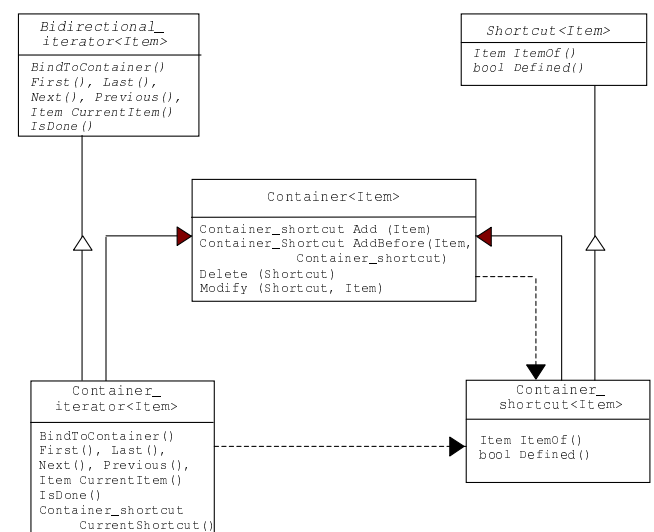 Bidirectional_
iterator<Item>
BindToContainer()
First(), Last(),
Next(), Previous(),
Item CurrentItem()
IsDone()
Shortcut<Item>
Item ItemOf()
bool Defined()
Container<Item>
Container_shortcut Add (Item)
Container_Shortcut AddBefore(Item,
Container_shortcut)
Delete (Shortcut)
Modify (Shortcut, Item)
Container_
iterator<Item>
BindToContainer()
First(), Last(),
Next(), Previous(),
Item CurrentItem()
IsDone()
Container_shortcut
CurrentShortcut()
Container_
shortcut<Item>
Item ItemOf()
bool Defined()